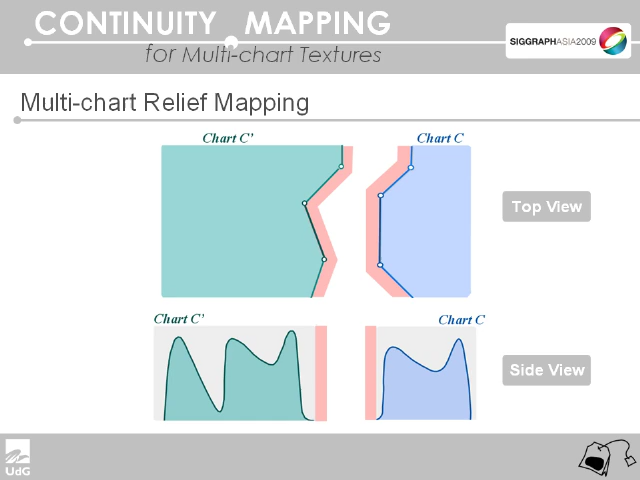 CONTINUITY MAPPING
for Multi-chart Textures
SIGGRAPHASIA2009
Multi-chart Relief Mapping
Chart C' Chart C
Top View
Chart C' Chart C
Side View
UdG